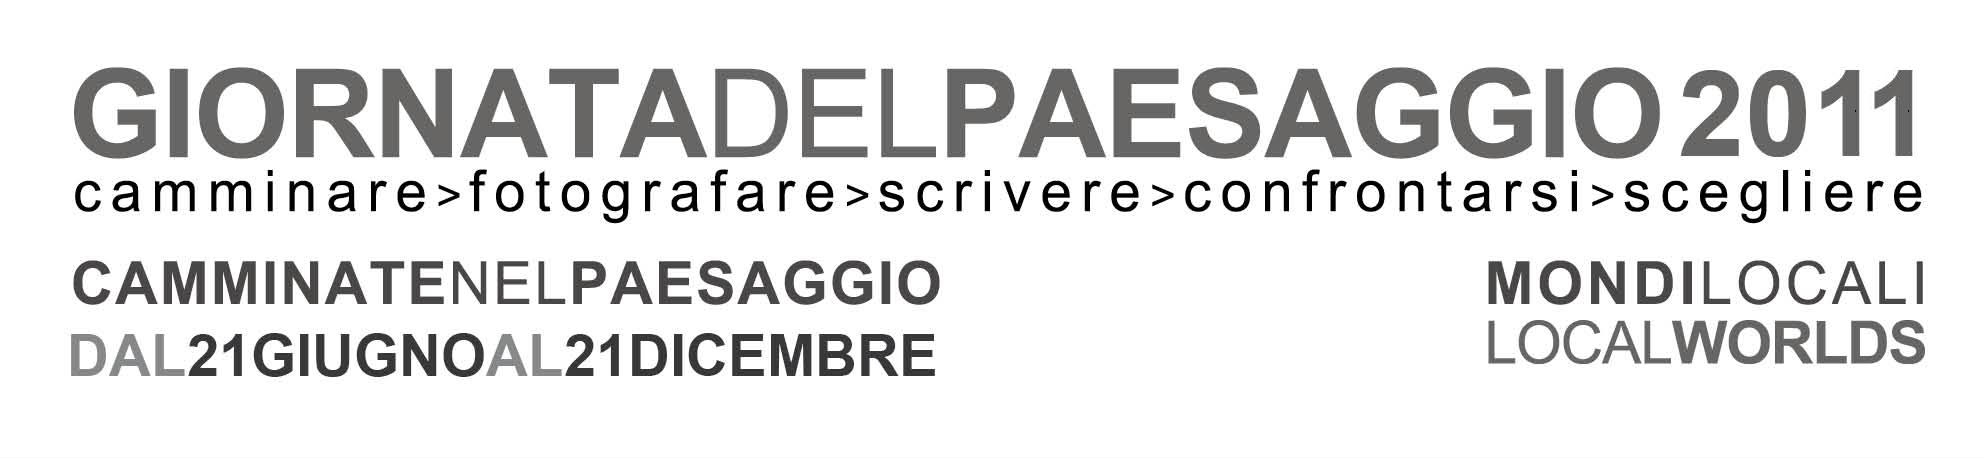 GIORNATADELPAESAGGIO 2011
camminare>fotografare>scrivere>confrontarsi>scegliere
CAMMINATENELPAESAGGIO
DAL21GIUGNOAL21DICEMBRE
MONDILOCALI
LOCALWORLDS